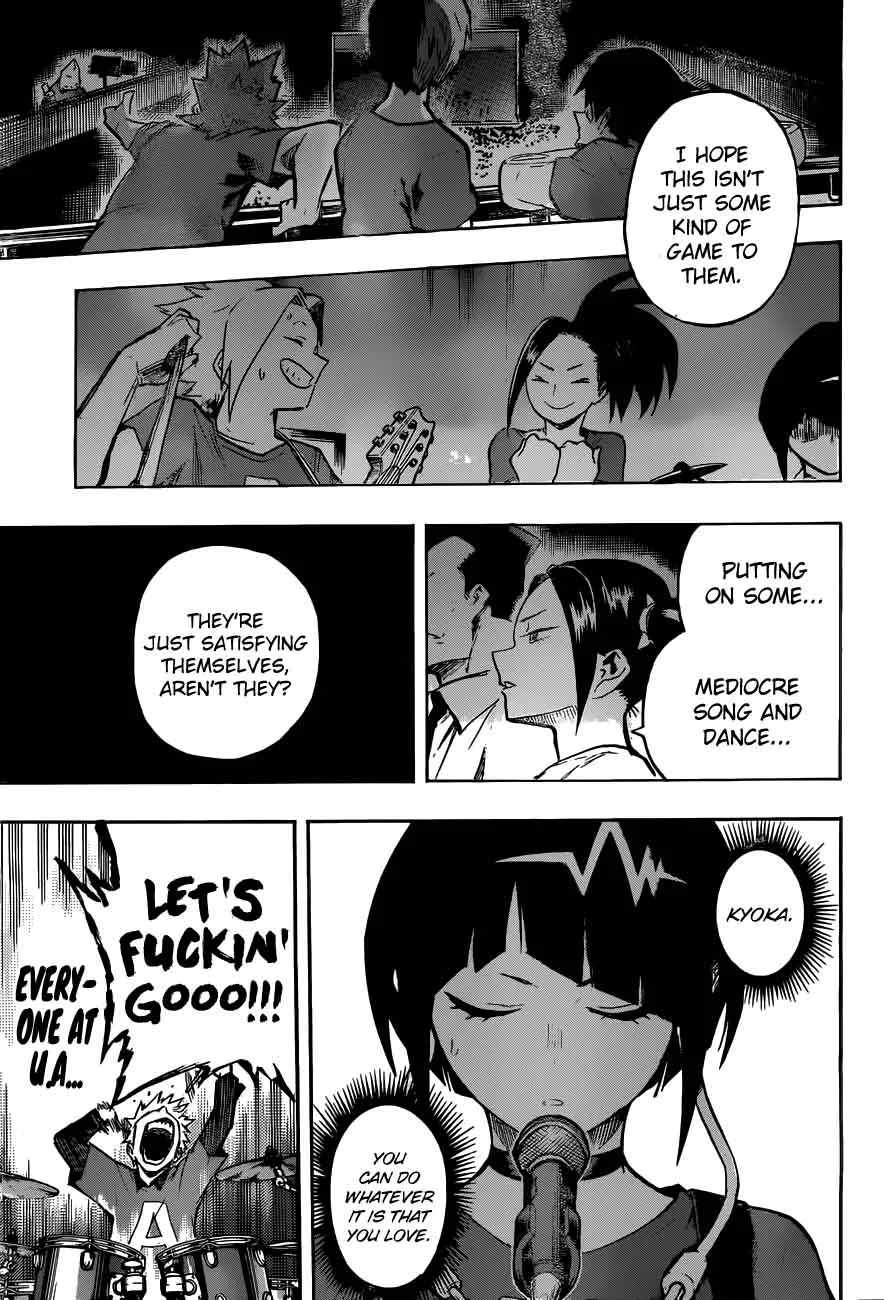 I HOPE
THIS ISN'T
JUST SOME
KIND OF
GAME TO
THEM.
PUTTING
ON SOME...
MEDIOCRE
SONG AND
DANCE...
THEY'RE
JUST SATISFYING
THEMSELVES,
AREN'T THEY?
KYOKA.
YOU
CAN DO
WHATEVER
IT IS THAT
YOU LOVE.
LET'S
FUCKIN'
GOOO!!!
EVERY-
ONE AT
U.A...
A